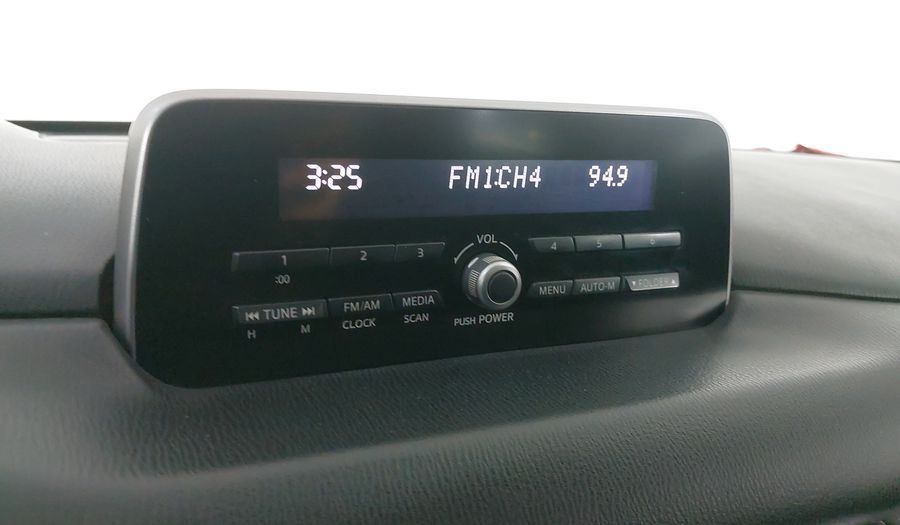 3:25 FM1:CH4 94.9
VOL
1 2 3 4 5 6
:00
TUNE FM/AM MEDIA MENU AUTO-M ▼FOLDER▲
H M CLOCK SCAN PUSH POWER